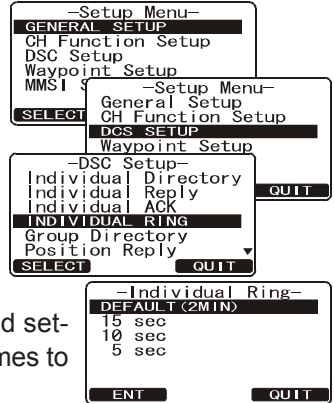 —Setup Menu—
GENERAL SETUP
CH Function Setup
DSC Setup
Waypoint Setup
MMSI S
SELECT
—Setup Menu—
General Setup
CH Function Setup
DCS SETUP
Waypoint Setup
QUIT
—DSC Setup—
Individual Directory
Individual Reply
Individual ACK
INDIVIDUAL RING
Group Directory
Position Reply ▼
SELECT QUIT
—Individual Ring—
DEFAULT(2MIN)
15 sec
10 sec
5 sec
ENT QUIT
d set-
mes to